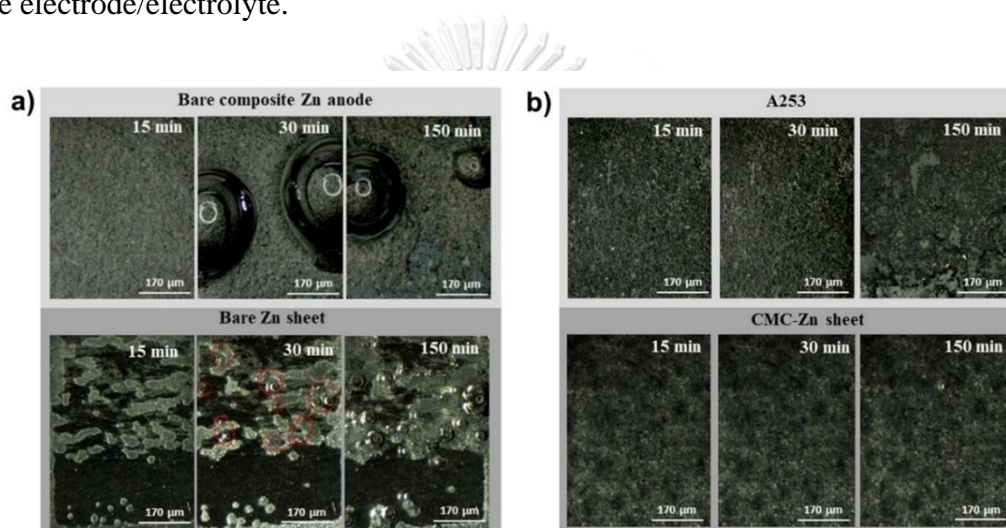 e electrode/electrolyte.
a)
Bare composite Zn anode
15 min
30 min
150 min
170 µm
170 µm
170 µm
Bare Zn sheet
15 min
30 min
150 min
170 µm
170 µm
170 µm
b)
A253
15 min
30 min
150 min
170 µm
170 µm
170 µm
CMC-Zn sheet
15 min
30 min
150 min
170 µm
170 µm
170 µm